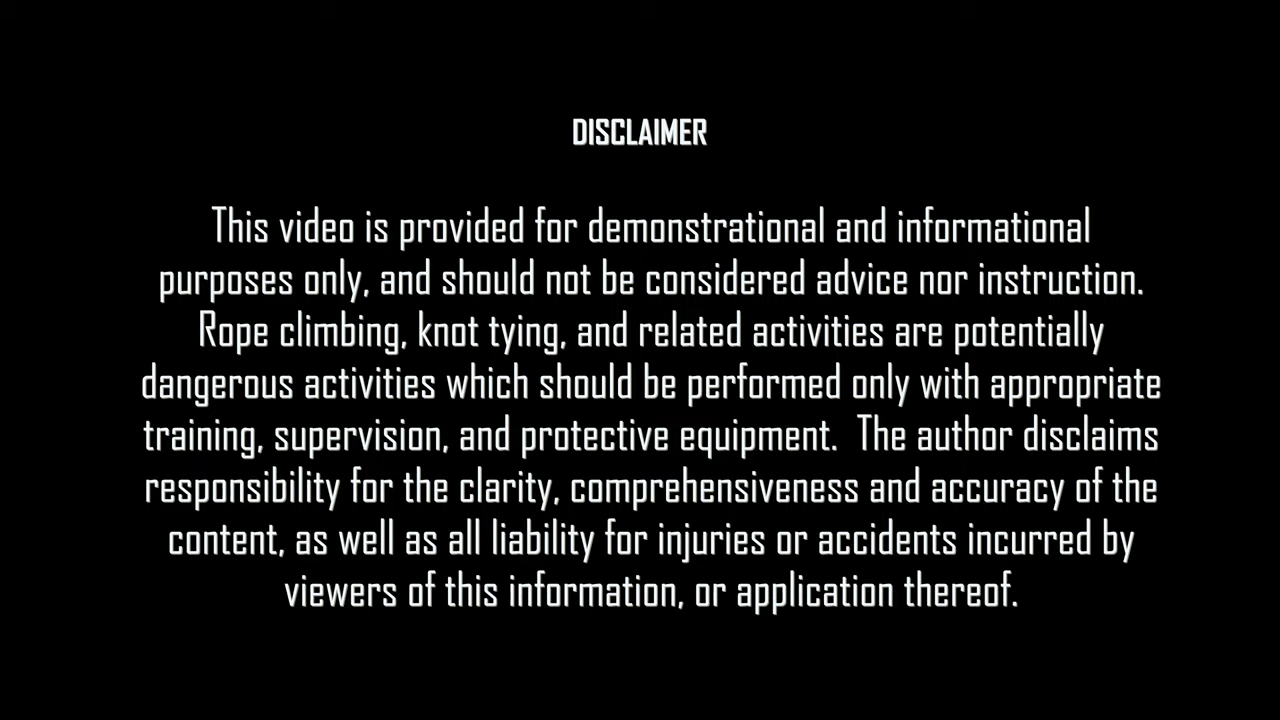 DISCLAIMER
This video is provided for demonstrational and informational
purposes only, and should not be considered advice nor instruction.
Rope climbing, knot tying, and related activities are potentially
dangerous activities which should be performed only with appropriate
training, supervision, and protective equipment.  The author disclaims
responsibility for the clarity, comprehensiveness and accuracy of the
content, as well as all liability for injuries or accidents incurred by
viewers of this information, or application thereof.